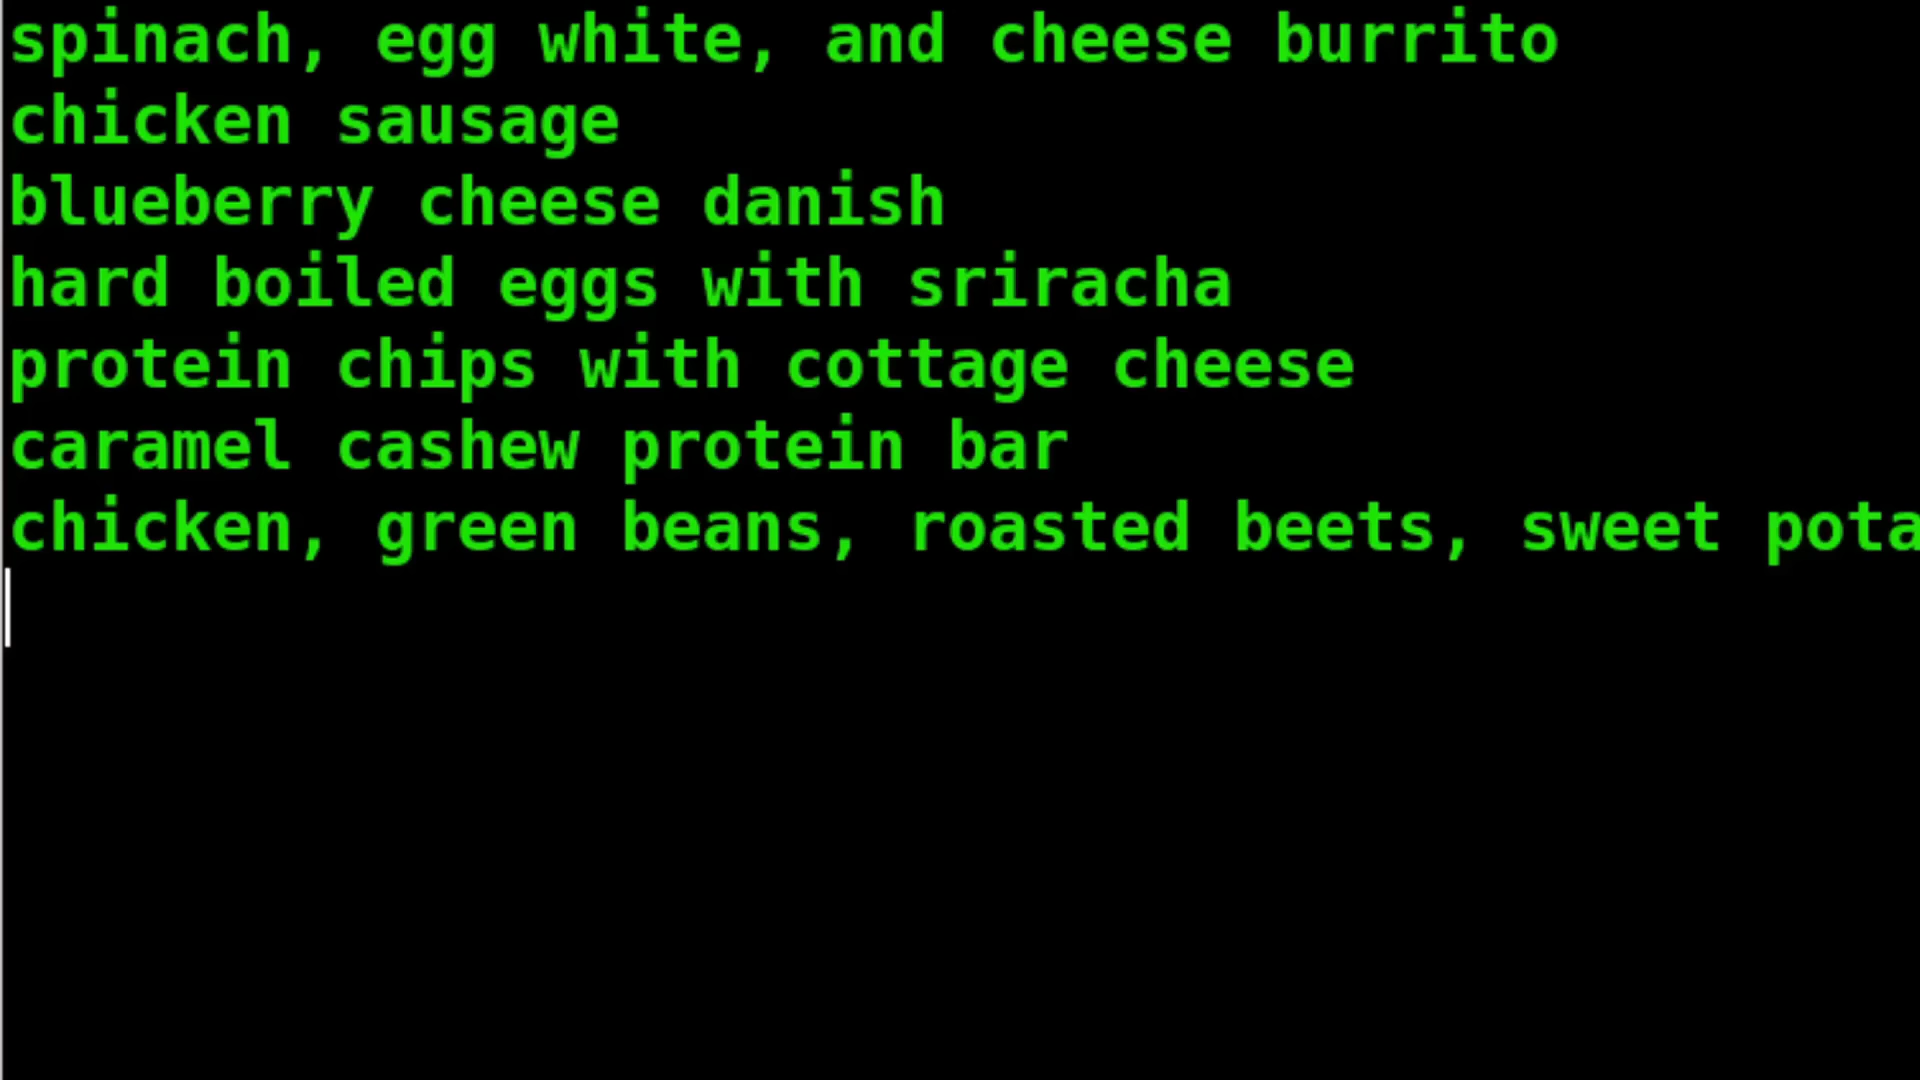 spinach, egg white, and cheese burrito
chicken sausage
blueberry cheese danish
hard boiled eggs with sriracha
protein chips with cottage cheese
caramel cashew protein bar
chicken, green beans, roasted beets, sweet pota